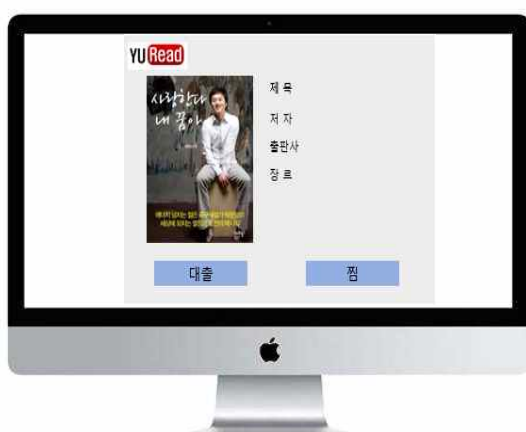 YURead
사랑한다
내 꿈아
제 목
저 자
출판사
장 르
대출
찜